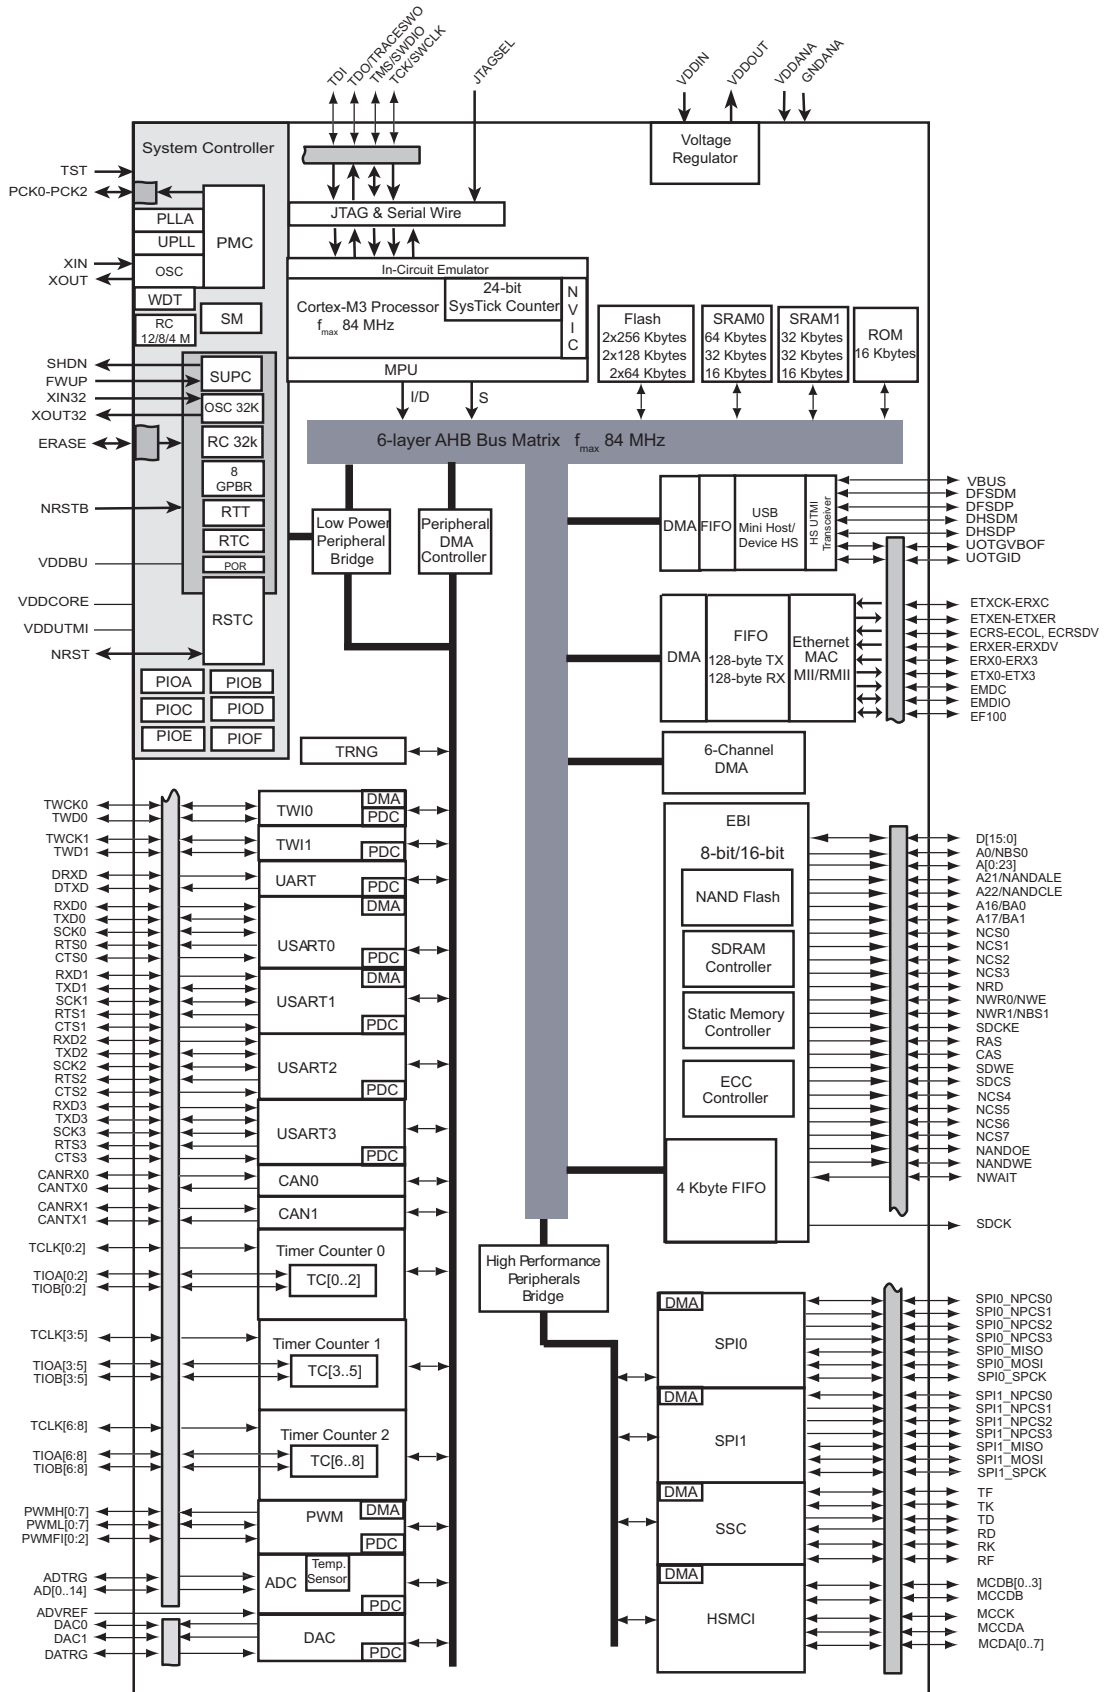 TDI
TDO/TRACESWO
TMS/SWDIO
TCK/SWCLK
JTAGSEL
VDDIN
VDDOUT
VDDANA
GNDANA
System Controller
Voltage
Regulator
TST
PCK0-PCK2
PLLA
UPLL
PMC
XIN
XOUT
OSC
WDT
RC
12/8/4 M
SM
JTAG & Serial Wire
In-Circuit Emulator
24-bit
SysTick Counter
Cortex-M3 Processor
fmax 84 MHz
N
V
I
C
MPU
I/D
S
Flash
2x256 Kbytes
2x128 Kbytes
2x64 Kbytes
SRAM0
64 Kbytes
32 Kbytes
16 Kbytes
SRAM1
32 Kbytes
32 Kbytes
16 Kbytes
ROM
16 Kbytes
SHDN
FWUP
XIN32
XOUT32
ERASE
NRSTB
VDDBU
VDDCORE
VDDUTMI
NRST
SUPC
OSC 32K
RC 32k
8
GPBR
RTT
RTC
POR
RSTC
PIOA
PIOB
PIOC
PIOD
PIOE
PIOF
6-layer AHB Bus Matrix fmax 84 MHz
Low Power
Peripheral
Bridge
Peripheral
DMA
Controller
DMA
FIFO
USB
Mini Host/
Device HS
HS UTMI
Transceiver
VBUS
DFSDM
DFSDP
DHSDM
DHSDP
UOTGVBOF
UOTGID
DMA
FIFO
128-byte TX
128-byte RX
Ethernet
MAC
MII/RMII
ETXCK-ERXC
ETXEN-ETXER
ECRS-ECOL, ECRSDV
ERXER-ERXDV
ERX0-ERX3
ETX0-ETX3
EMDC
EMDIO
EF100
6-Channel
DMA
TRNG
TWCK0
TWD0
TWI0
DMA
PDC
TWCK1
TWD1
TWI1
PDC
DRXD
DTXD
UART
PDC
RXD0
TXD0
SCK0
RTS0
CTS0
USART0
DMA
PDC
RXD1
TXD1
SCK1
RTS1
CTS1
USART1
DMA
PDC
RXD2
TXD2
SCK2
RTS2
CTS2
USART2
PDC
RXD3
TXD3
SCK3
RTS3
CTS3
USART3
PDC
CANRX0
CANTX0
CAN0
CANRX1
CANTX1
CAN1
TCLK[0:2]
TIOA[0:2]
TIOB[0:2]
Timer Counter 0
TC[0..2]
TCLK[3:5]
TIOA[3:5]
TIOB[3:5]
Timer Counter 1
TC[3..5]
TCLK[6:8]
TIOA[6:8]
TIOB[6:8]
Timer Counter 2
TC[6..8]
PWMH[0:7]
PWML[0:7]
PWMFI[0:2]
PWM
DMA
PDC
ADTRG
AD[0..14]
ADVREF
ADC
Temp.
Sensor
PDC
DAC0
DAC1
DATRG
DAC
PDC
EBI
8-bit/16-bit
NAND Flash
SDRAM
Controller
Static Memory
Controller
ECC
Controller
4 Kbyte FIFO
D[15:0]
A0/NBS0
A[0:23]
A21/NANDALE
A22/NANDCLE
A16/BA0
A17/BA1
NCS0
NCS1
NCS2
NCS3
NRD
NWR0/NWE
NWR1/NBS1
SDCKE
RAS
CAS
SDWE
SDCS
NCS4
NCS5
NCS6
NCS7
NANDOE
NANDWE
NWAIT
SDCK
High Performance
Peripherals
Bridge
DMA
SPI0
SPI0_NPCS0
SPI0_NPCS1
SPI0_NPCS2
SPI0_NPCS3
SPI0_MISO
SPI0_MOSI
SPI0_SPCK
DMA
SPI1
SPI1_NPCS0
SPI1_NPCS1
SPI1_NPCS2
SPI1_NPCS3
SPI1_MISO
SPI1_MOSI
SPI1_SPCK
DMA
SSC
TF
TK
TD
RD
RK
RF
DMA
HSMCI
MCDB[0..3]
MCCDB
MCCK
MCCDA
MCDA[0..7]